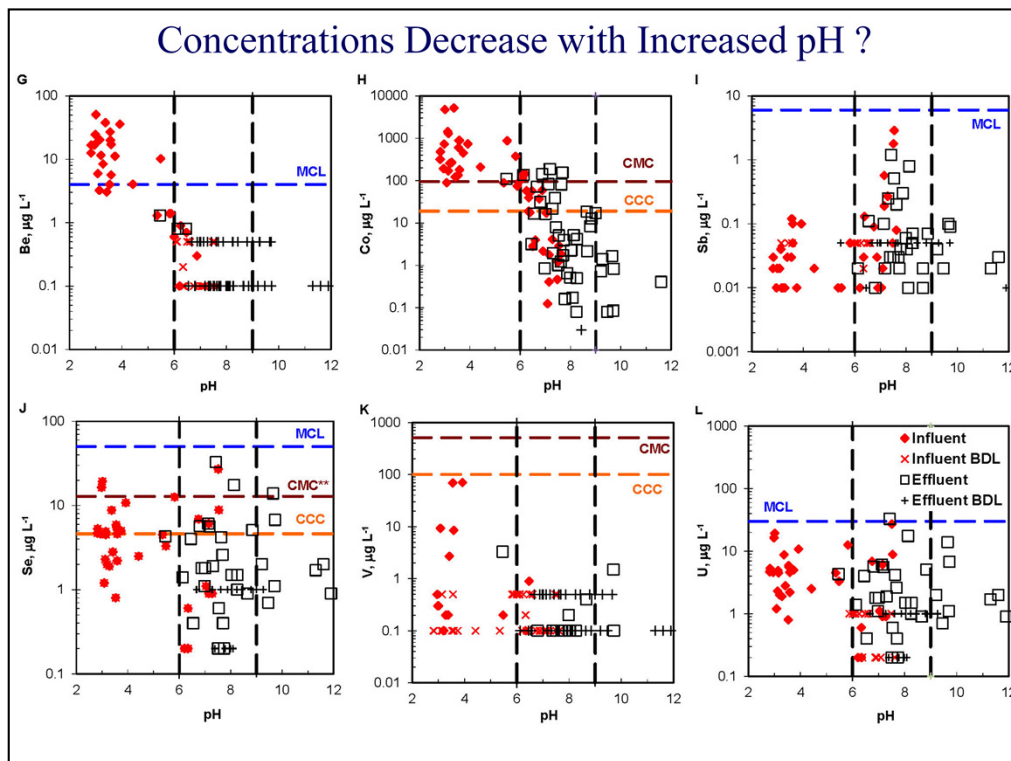 Concentrations Decrease with Increased pH ?
G
Be, µg L-1
100
10
1
0.1
0.01
MCL
2 4 6 8 10 12
pH
H
Co, µg L-1
10000
1000
100
10
1
0.1
0.01
CMC
CCC
2 4 6 8 10 12
pH
I
Sb, µg L-1
10
1
0.1
0.01
0.001
MCL
2 4 6 8 10 12
pH
J
Se, µg L-1
100
10
1
0.1
MCL
CMC**
CCC
2 4 6 8 10 12
pH
K
V, µg L-1
1000
100
10
1
0.1
0.01
CMC
CCC
2 4 6 8 10 12
pH
L
U, µg L-1
1000
100
10
1
0.1
MCL
Influent
Influent BDL
Effluent
Effluent BDL
2 4 6 8 10 12
pH